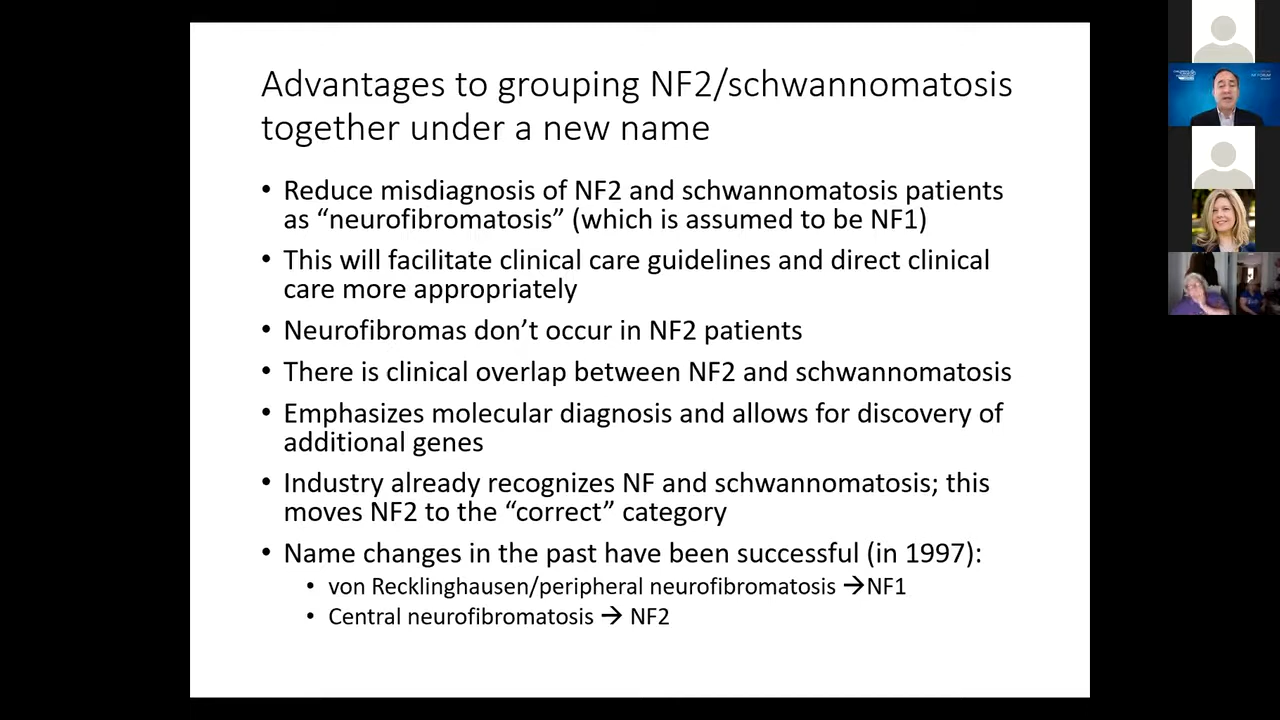 Advantages to grouping NF2/schwannomatosis
together under a new name
• Reduce misdiagnosis of NF2 and schwannomatosis patients
as “neurofibromatosis” (which is assumed to be NF1)
• This will facilitate clinical care guidelines and direct clinical
care more appropriately
• Neurofibromas don’t occur in NF2 patients
• There is clinical overlap between NF2 and schwannomatosis
• Emphasizes molecular diagnosis and allows for discovery of
additional genes
• Industry already recognizes NF and schwannomatosis; this
moves NF2 to the “correct” category
• Name changes in the past have been successful (in 1997):
• von Recklinghausen/peripheral neurofibromatosis →NF1
• Central neurofibromatosis → NF2